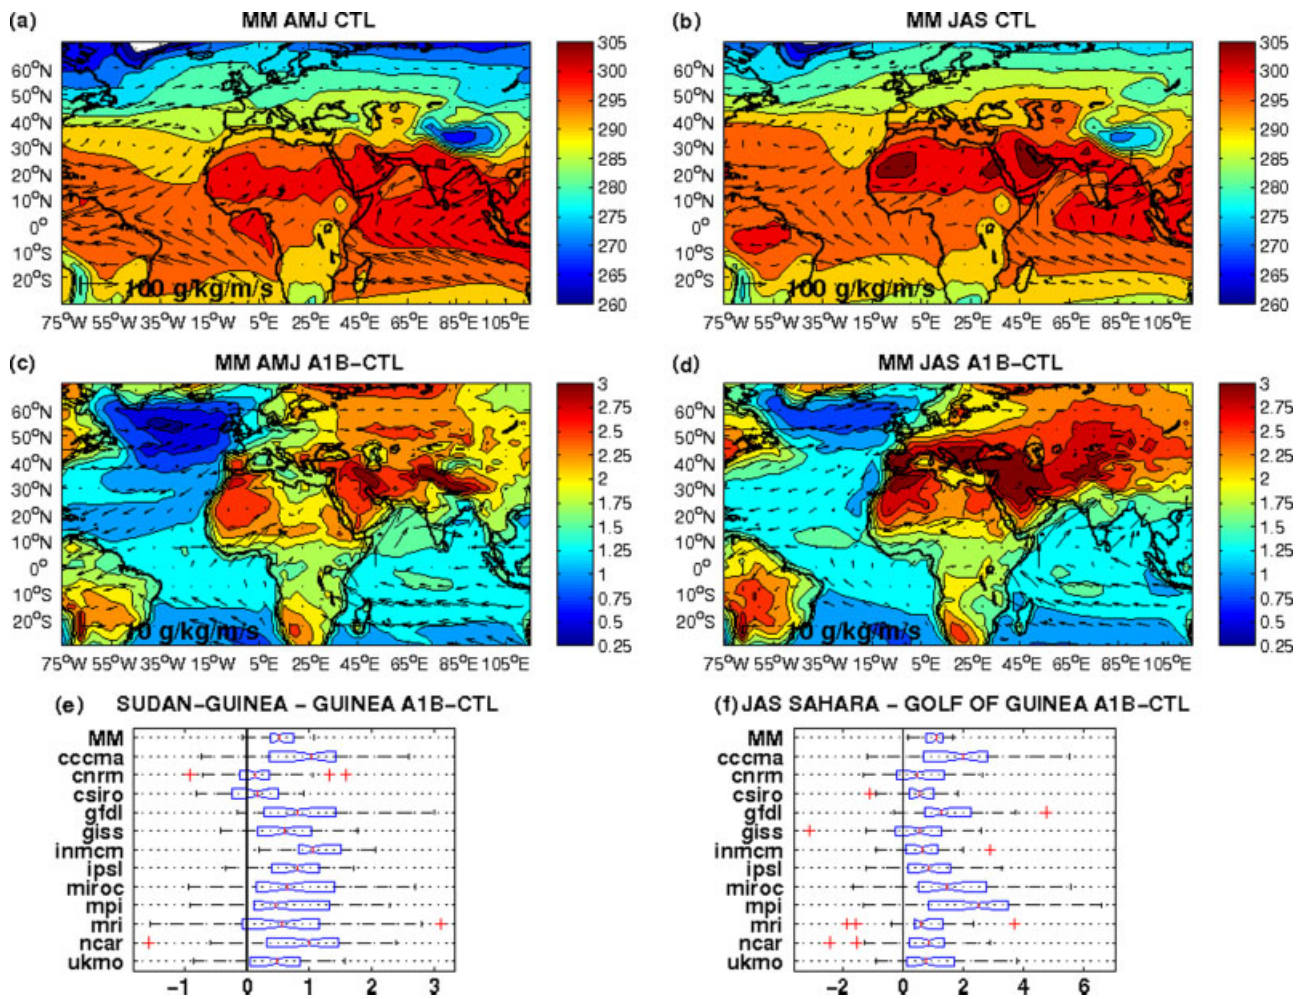 (a) MM AMJ CTL
(b) MM JAS CTL
60°N
50°N
40°N
30°N
20°N
10°N
0°
10°S
20°S
100 g/kg/m/s
75°W 55°W 35°W 15°W 5°E 25°E 45°E 65°E 85°E 105°E
305
300
295
290
285
280
275
270
265
260
60°N
50°N
40°N
30°N
20°N
10°N
0°
10°S
20°S
100 g/kg/m/s
75°W 55°W 35°W 15°W 5°E 25°E 45°E 65°E 85°E 105°E
305
300
295
290
285
280
275
270
265
260
(c) MM AMJ A1B-CTL
(d) MM JAS A1B-CTL
60°N
50°N
40°N
30°N
20°N
10°N
0°
10°S
20°S
10 g/kg/m/s
75°W 55°W 35°W 15°W 5°E 25°E 45°E 65°E 85°E 105°E
3
2.75
2.5
2.25
2
1.75
1.5
1.25
1
0.75
0.5
0.25
60°N
50°N
40°N
30°N
20°N
10°N
0°
10°S
20°S
10 g/kg/m/s
75°W 55°W 35°W 15°W 5°E 25°E 45°E 65°E 85°E 105°E
3
2.75
2.5
2.25
2
1.75
1.5
1.25
1
0.75
0.5
0.25
(e) SUDAN-GUINEA - GUINEA A1B-CTL
MM
cccma
cnrm
csiro
gfdl
giss
inmcm
ipsl
miroc
mpi
mri
ncar
ukmo
-1 0 1 2 3
(f) JAS SAHARA - GOLF OF GUINEA A1B-CTL
MM
cccma
cnrm
csiro
gfdl
giss
inmcm
ipsl
miroc
mpi
mri
ncar
ukmo
-2 0 2 4 6